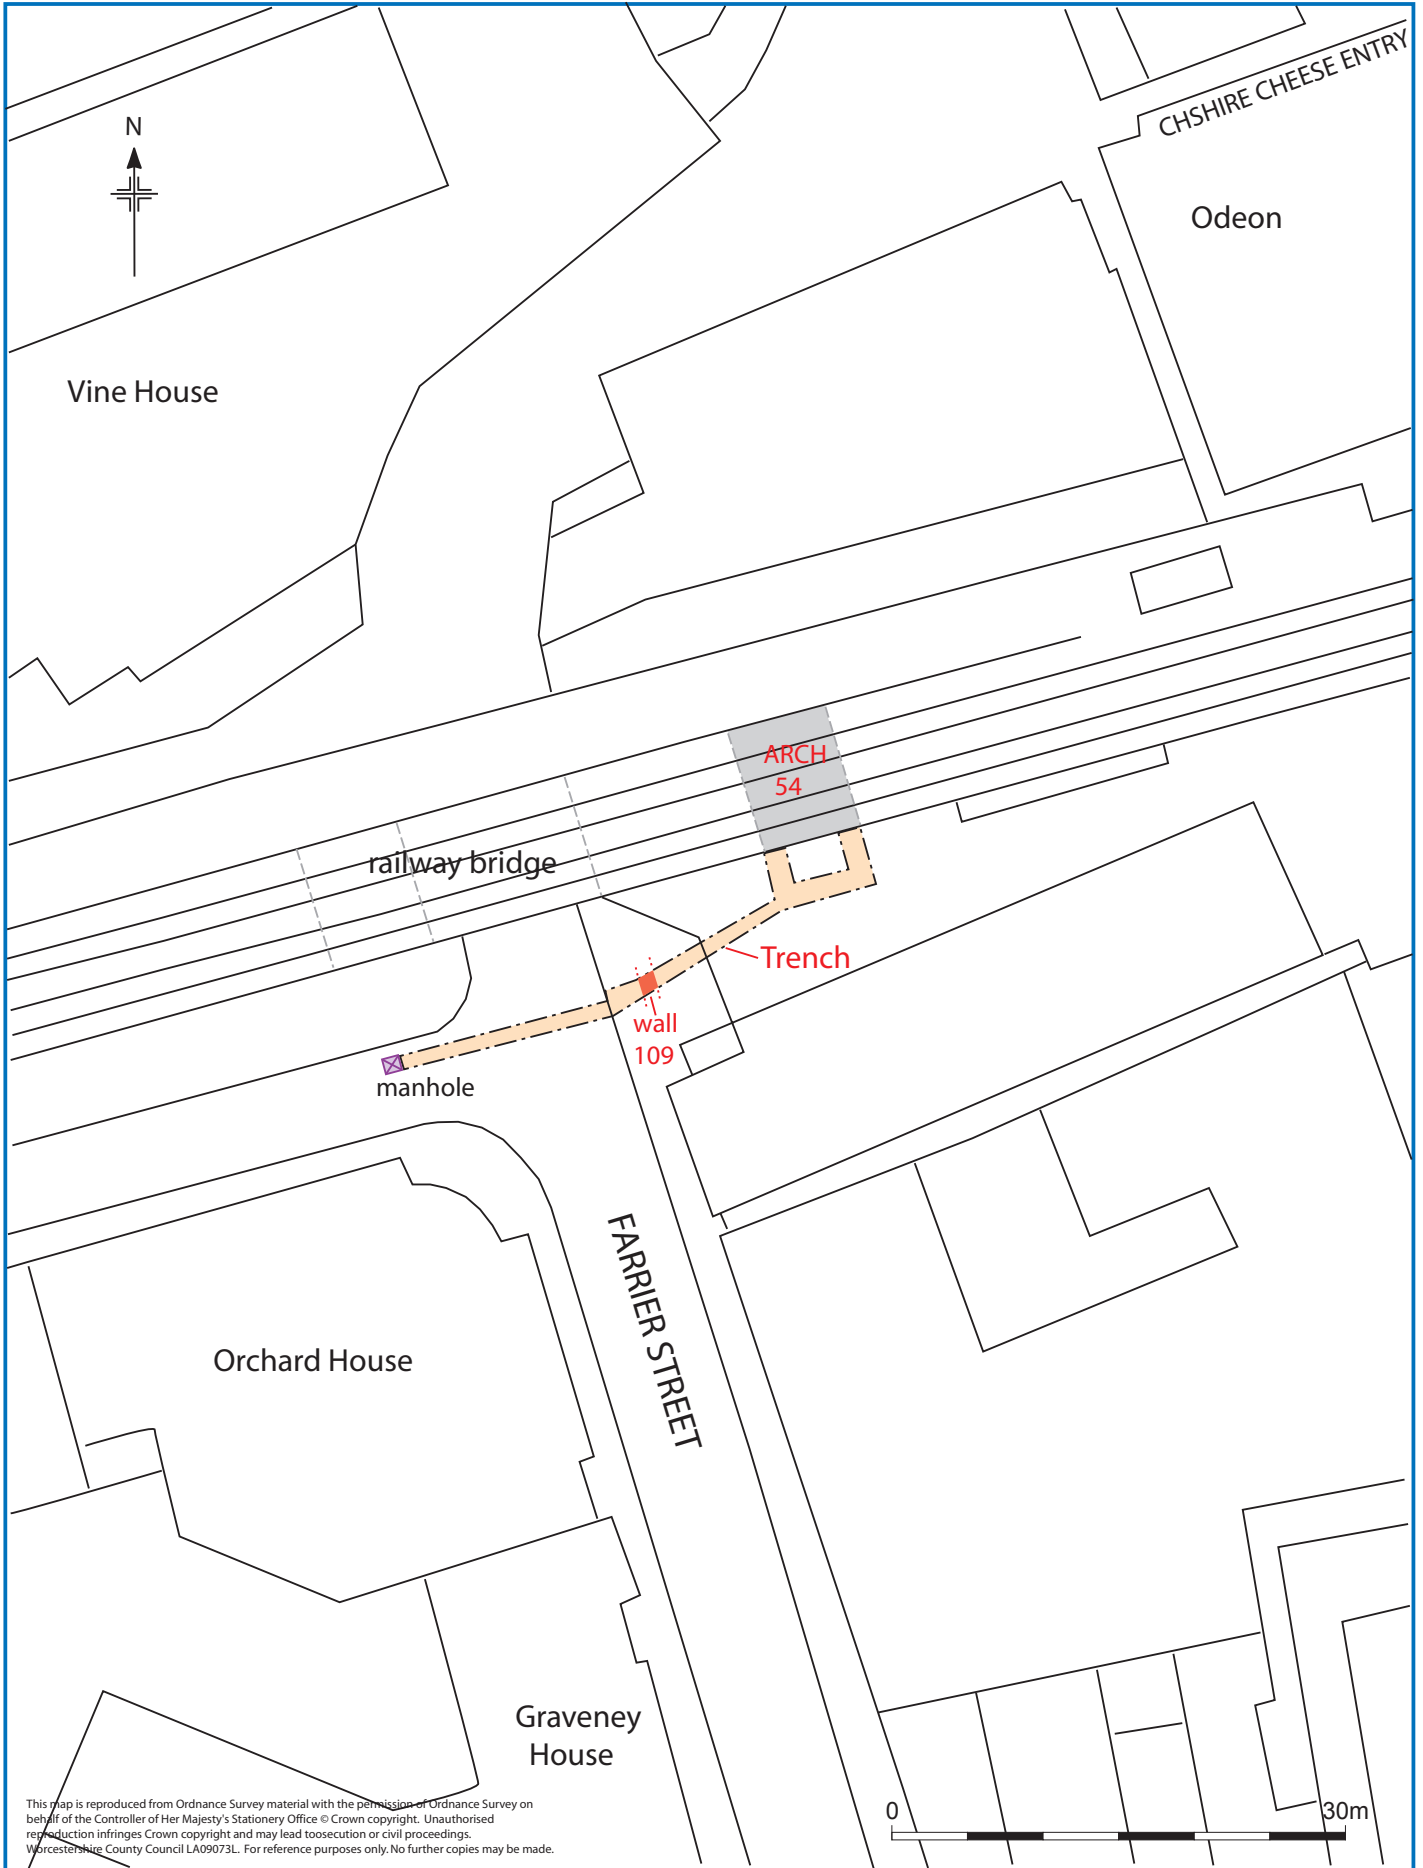 CHSHIRE CHEESE ENTRY
N
Odeon
Vine House
ARCH
54
railway bridge
Trench
wall
109
manhole
FARRIER STREET
Orchard House
Graveney
House
This map is reproduced from Ordnance Survey material with the permission of Ordnance Survey on
behalf of the Controller of Her Majesty's Stationery Office © Crown copyright. Unauthorised
reproduction infringes Crown copyright and may lead toosecution or civil proceedings.
Worcestershire County Council LA09073L. For reference purposes only. No further copies may be made.
0 30m